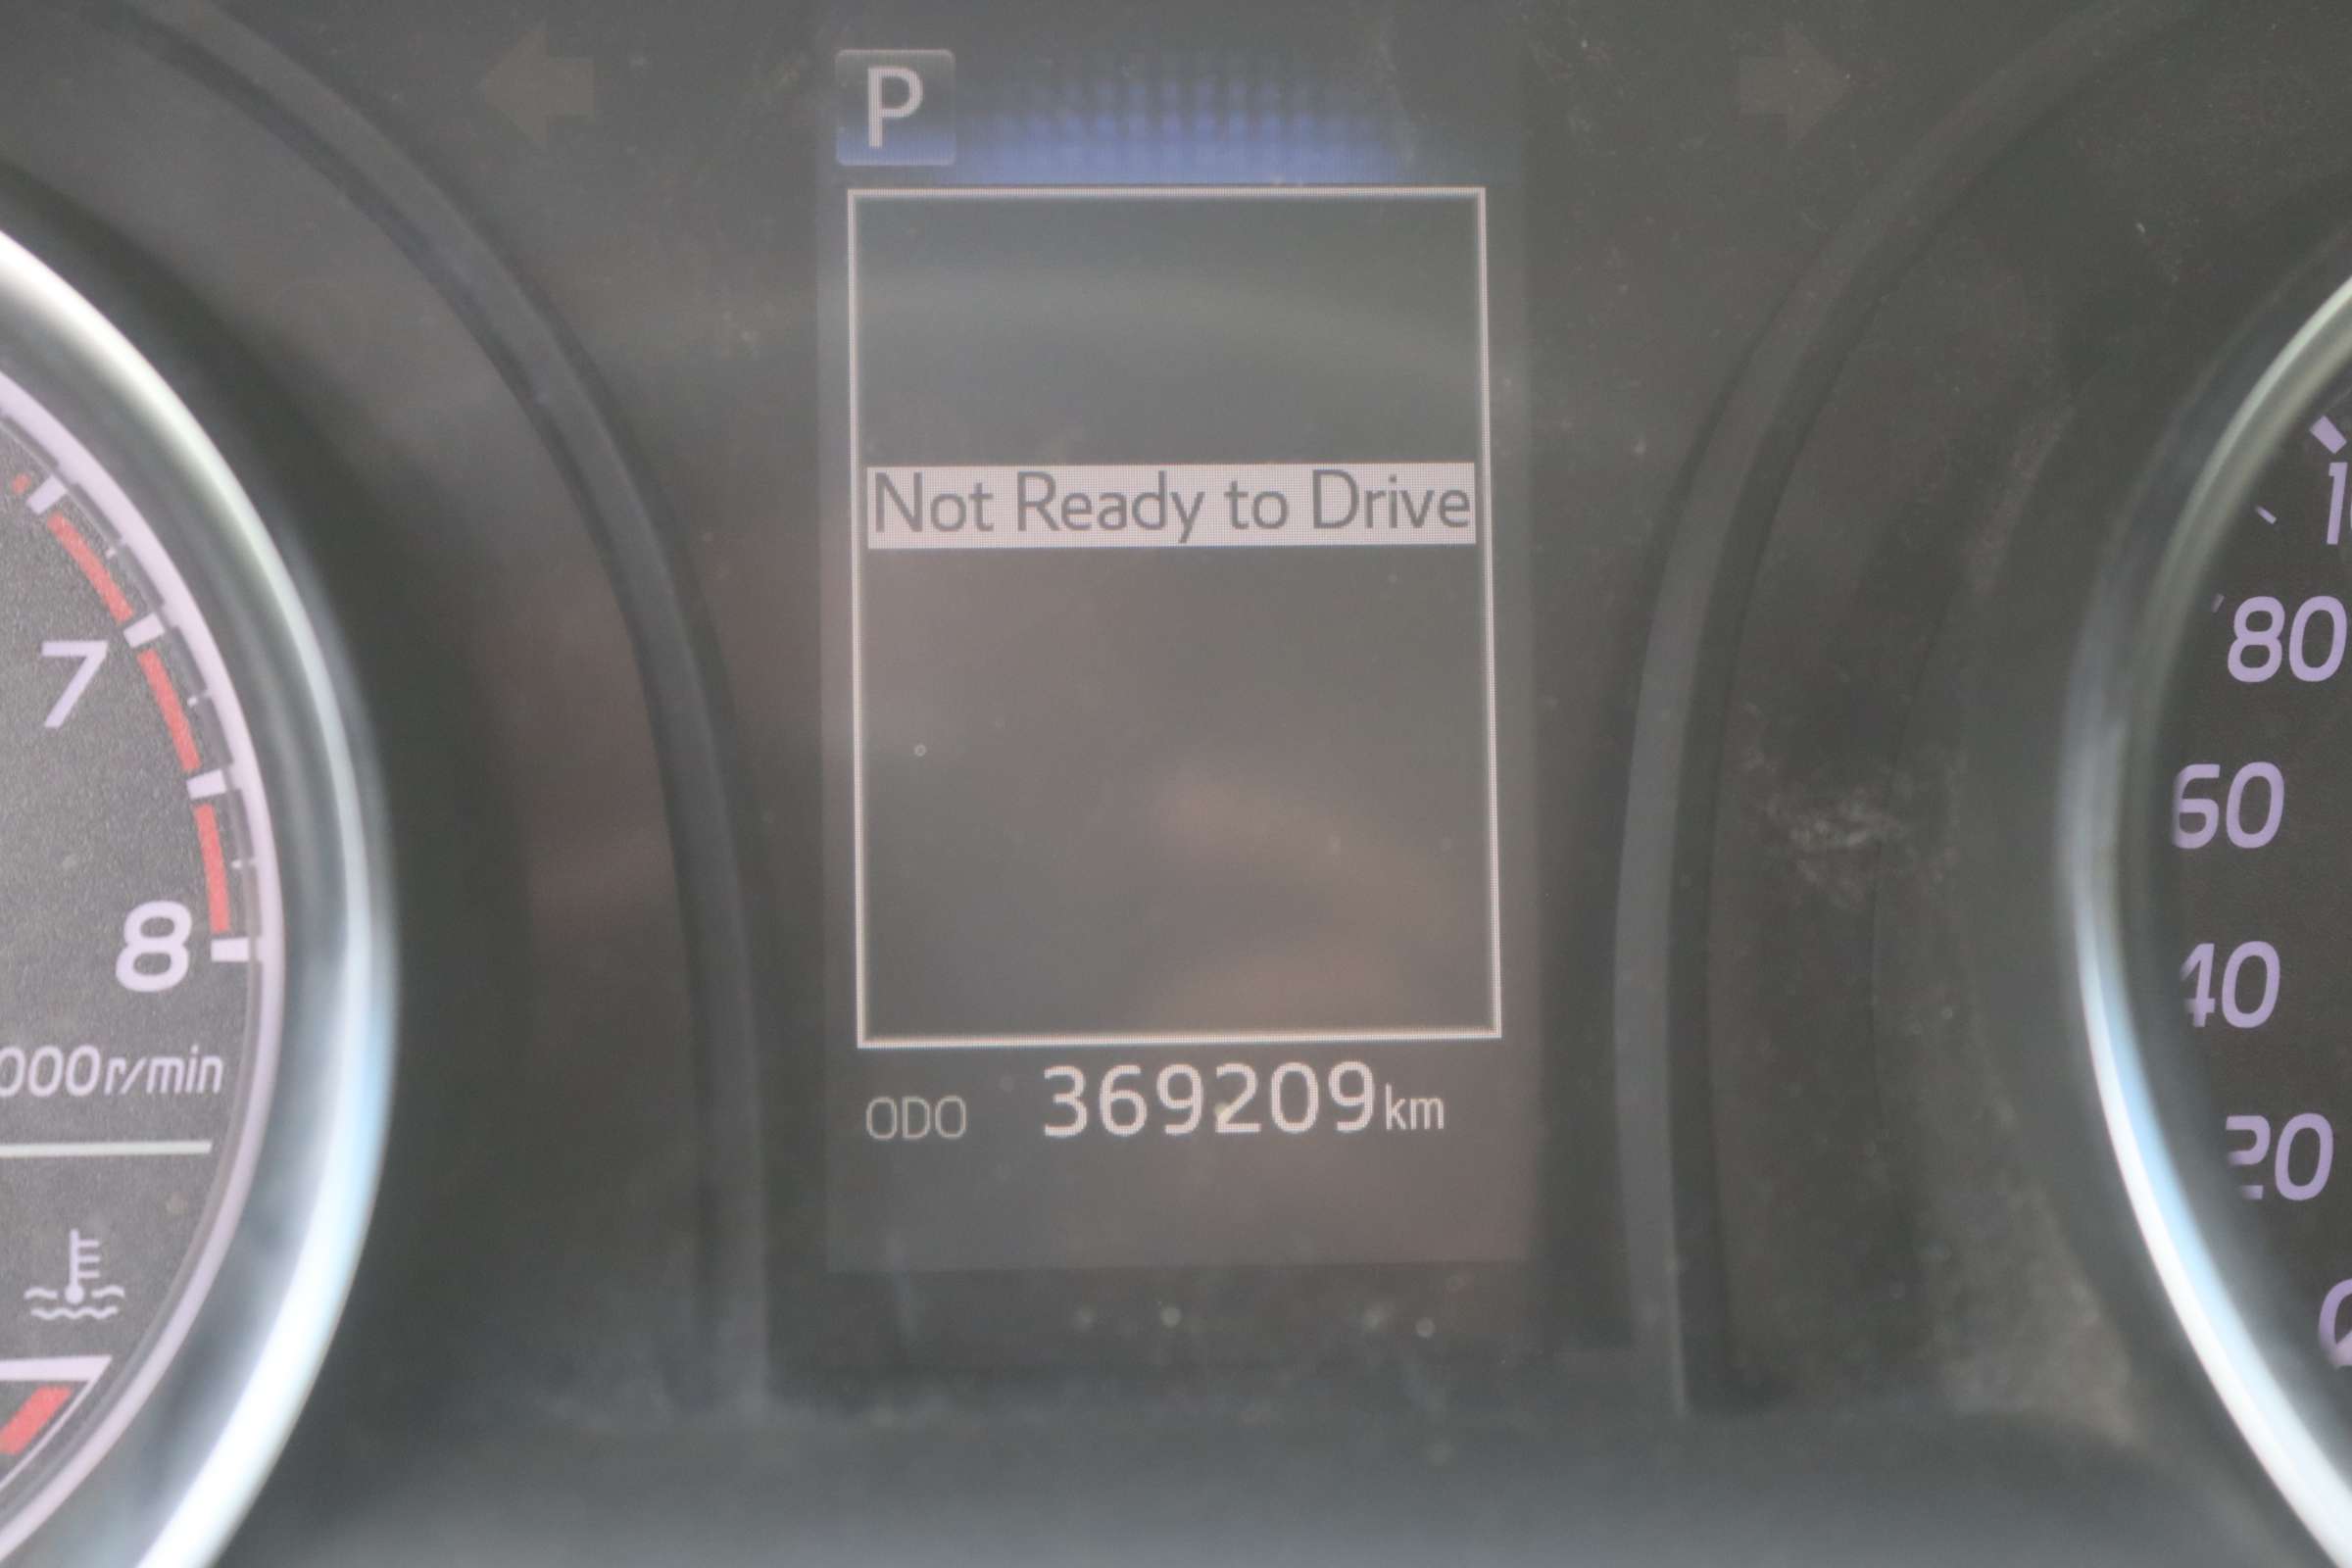 P
Not Ready to Drive
7
8
000r/min
80
60
40
20
ODO 369209km